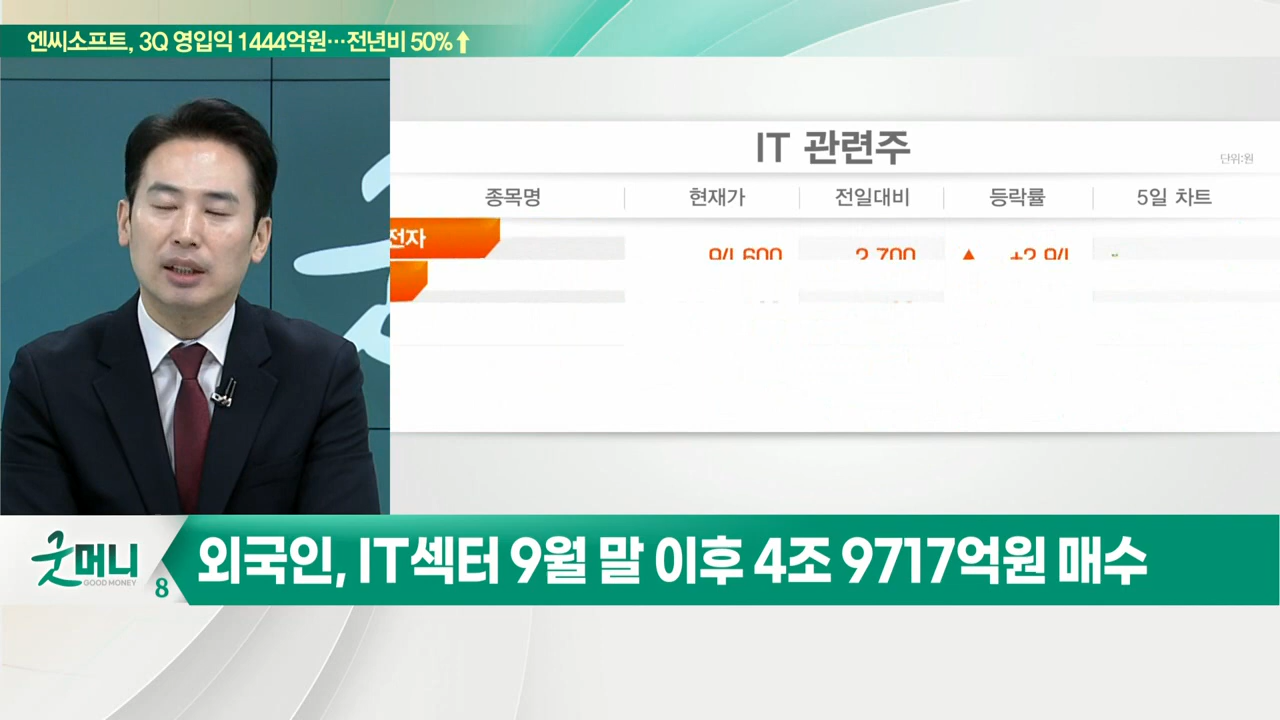 엔씨소프트, 3Q 영입익 1444억원…전년비 50%↑
IT 관련주
단위:원
종목명 현재가 전일대비 등락률 5일 차트
전자 2,700 ▲
외국인, IT섹터 9월 말 이후 4조 9717억원 매수
굿머니
GOOD MONEY
8